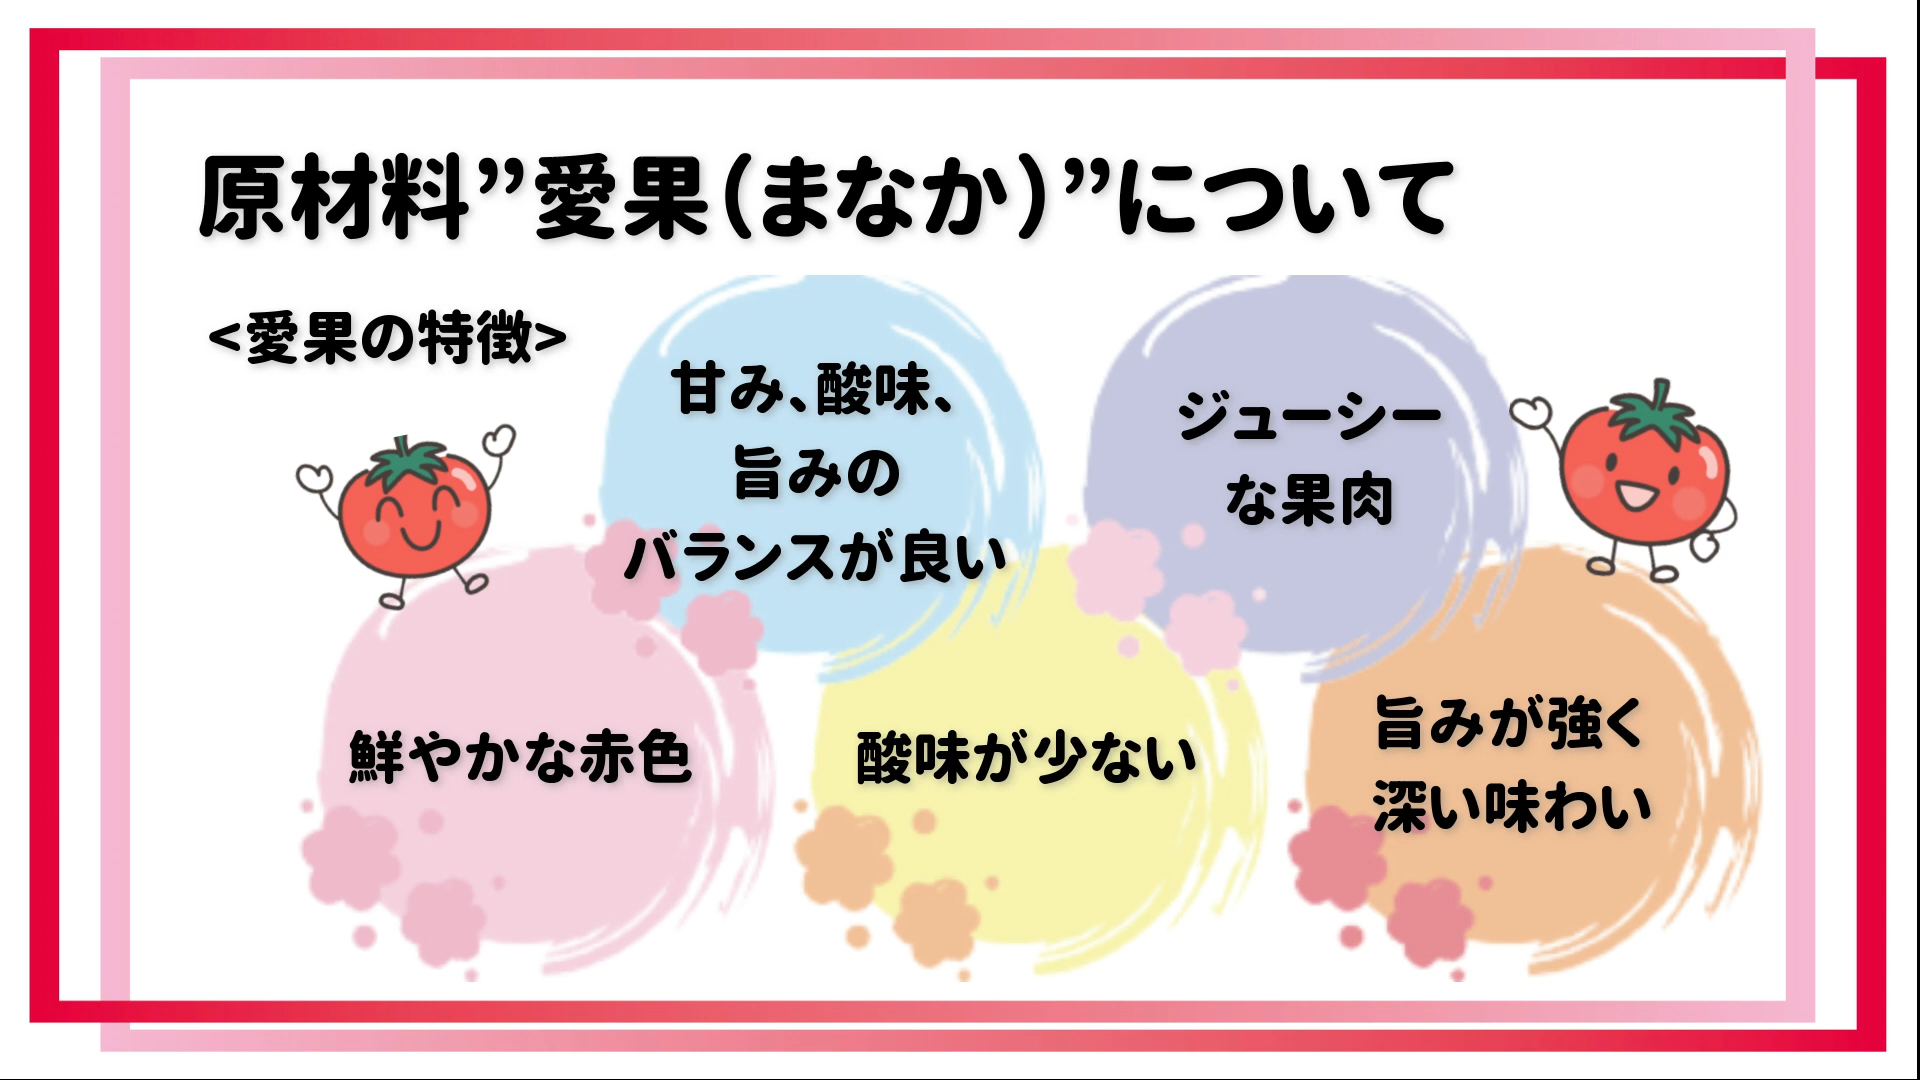 原材料”愛果（まなか）”について
<愛果の特徴>
甘み、酸味、
旨みの
バランスが良い
ジューシー
な果肉
鮮やかな赤色
酸味が少ない
旨みが強く
深い味わい